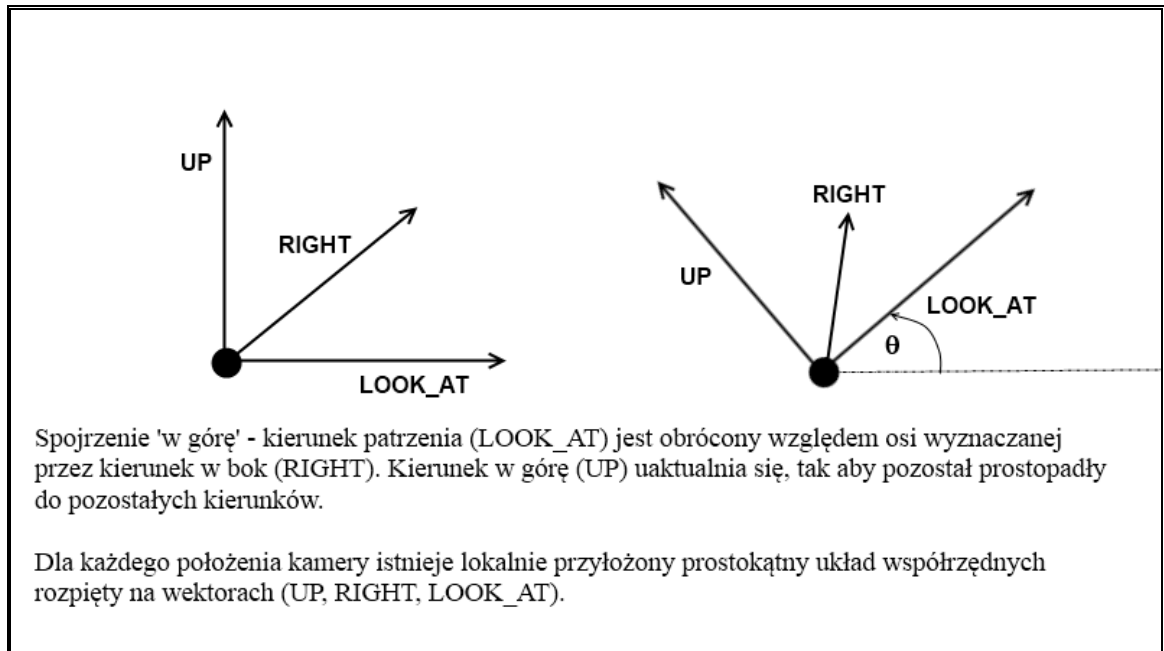 UP
RIGHT
LOOK_AT
RIGHT
UP
LOOK_AT
θ
Spojrzenie 'w górę' - kierunek patrzenia (LOOK_AT) jest obrócony względem osi wyznaczanej
przez kierunek w bok (RIGHT). Kierunek w górę (UP) uaktualnia się, tak aby pozostał prostopadły
do pozostałych kierunków.
Dla każdego położenia kamery istnieje lokalnie przyłożony prostokątny układ współrzędnych
rozpięty na wektorach (UP, RIGHT, LOOK_AT).